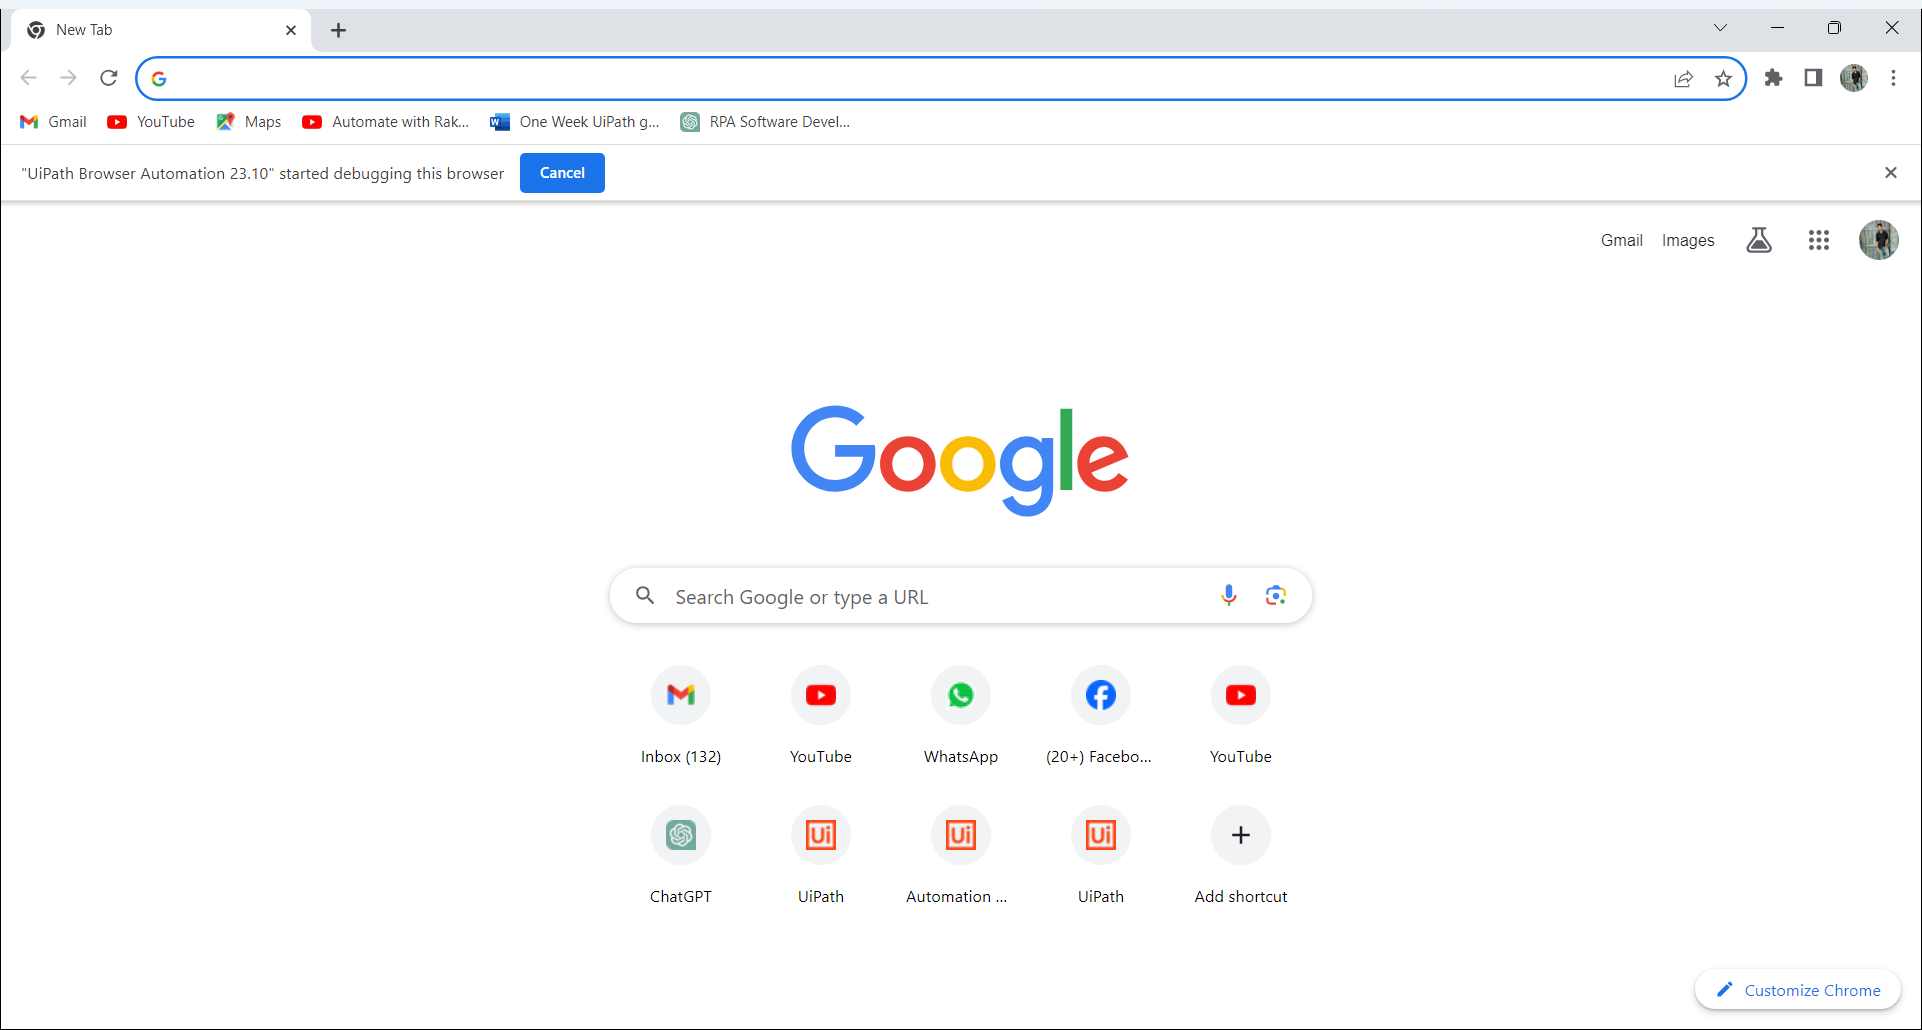 New Tab
Gmail YouTube Maps Automate with Rak... One Week UiPath g... RPA Software Devel...
"UiPath Browser Automation 23.10" started debugging this browser Cancel
Gmail Images
Google
Search Google or type a URL
Inbox (132) YouTube WhatsApp (20+) Facebo... YouTube
ChatGPT UiPath Automation ... UiPath Add shortcut
Customize Chrome